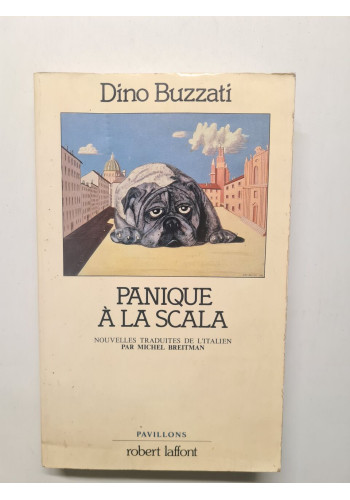 Dino Buzzati
PANIQUE
À LA SCALA
NOUVELLES TRADUITES DE L'ITALIEN
PAR MICHEL BREITMAN
PAVILLONS
robert laffont